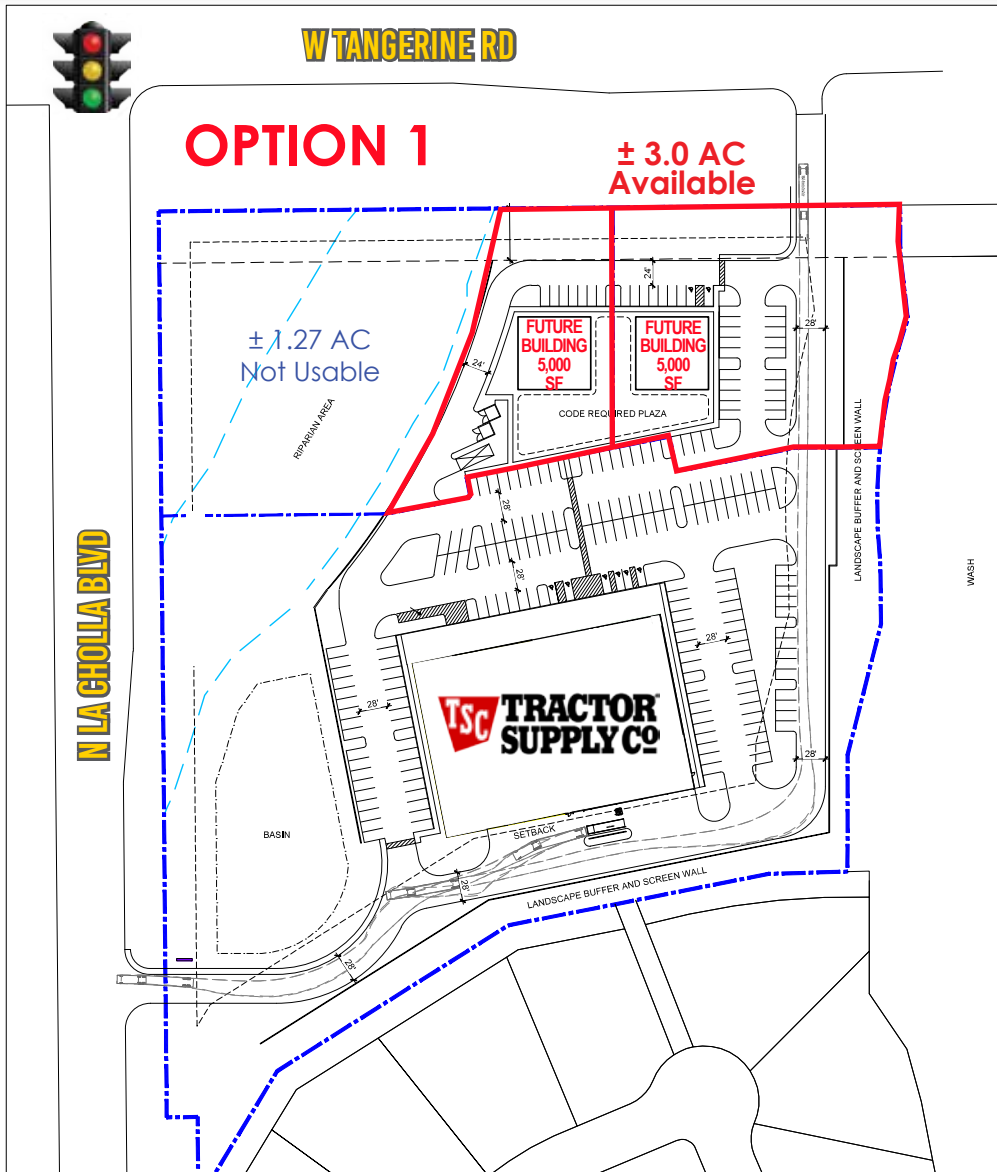 W TANGERINE RD
OPTION 1
± 3.0 AC
Available
24'
28'
± 1.27 AC
Not Usable
FUTURE
BUILDING
5,000
SF
FUTURE
BUILDING
5,000
SF
24'
CODE REQUIRED PLAZA
RIPARIAN AREA
LANDSCAPE BUFFER AND SCREEN WALL
28'
N LA CHOLLA BLVD
WASH
28'
28'
28'
TSC TRACTOR
SUPPLY CO
28'
BASIN
SETBACK
28'
LANDSCAPE BUFFER AND SCREEN WALL
28'